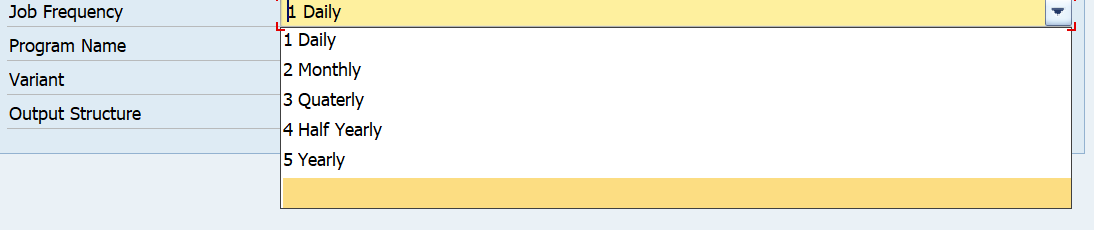 Job Frequency
1 Daily
1 Daily
Program Name
2 Monthly
Variant
3 Quaterly
Output Structure
4 Half Yearly
5 Yearly